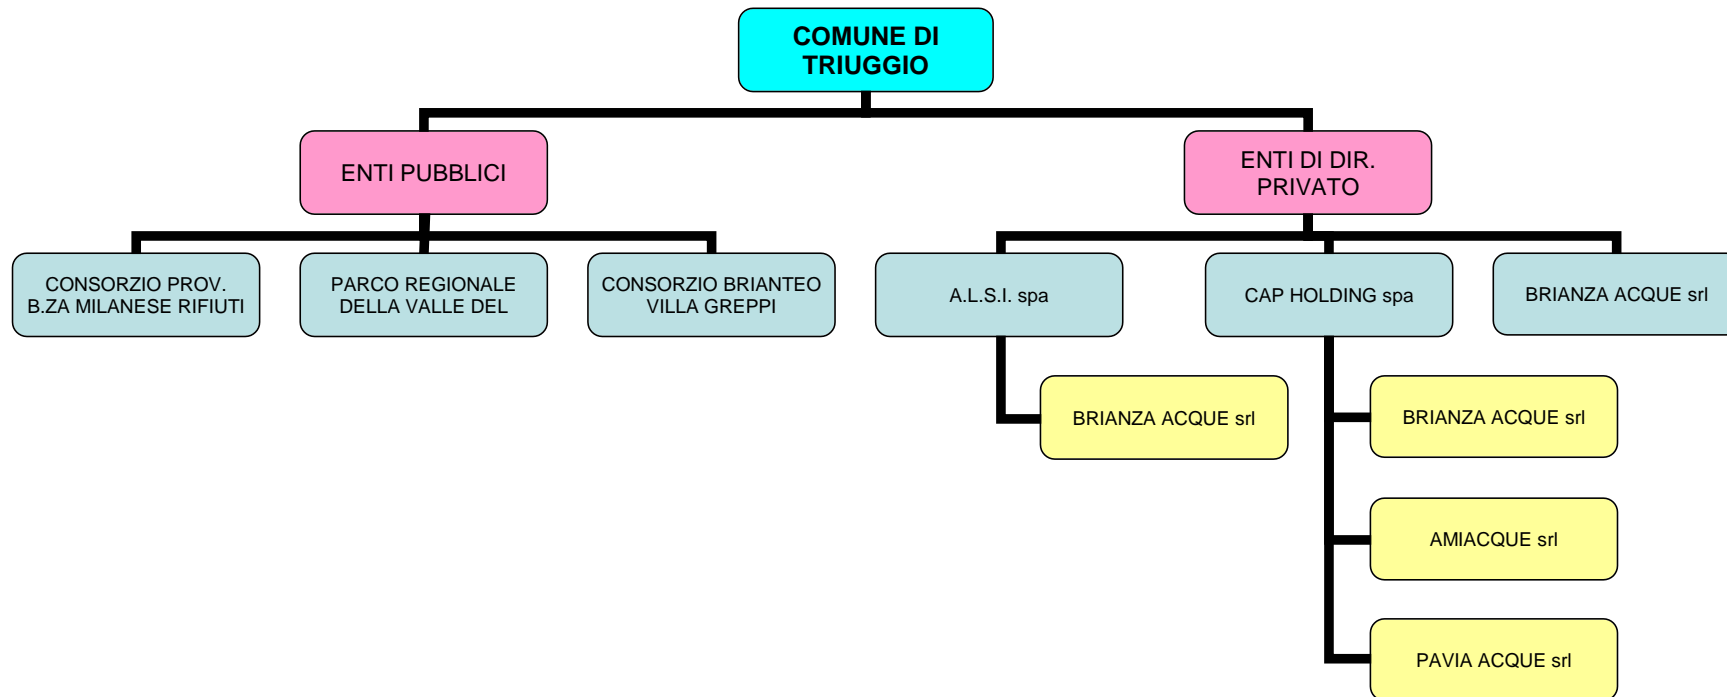 COMUNE DI
TRIUGGIO
ENTI PUBBLICI
ENTI DI DIR.
PRIVATO
CONSORZIO PROV.
B.ZA MILANESE RIFIUTI
PARCO REGIONALE
DELLA VALLE DEL
CONSORZIO BRIANTEO
VILLA GREPPI
A.L.S.I. spa
CAP HOLDING spa
BRIANZA ACQUE srl
BRIANZA ACQUE srl
BRIANZA ACQUE srl
AMIACQUE srl
PAVIA ACQUE srl